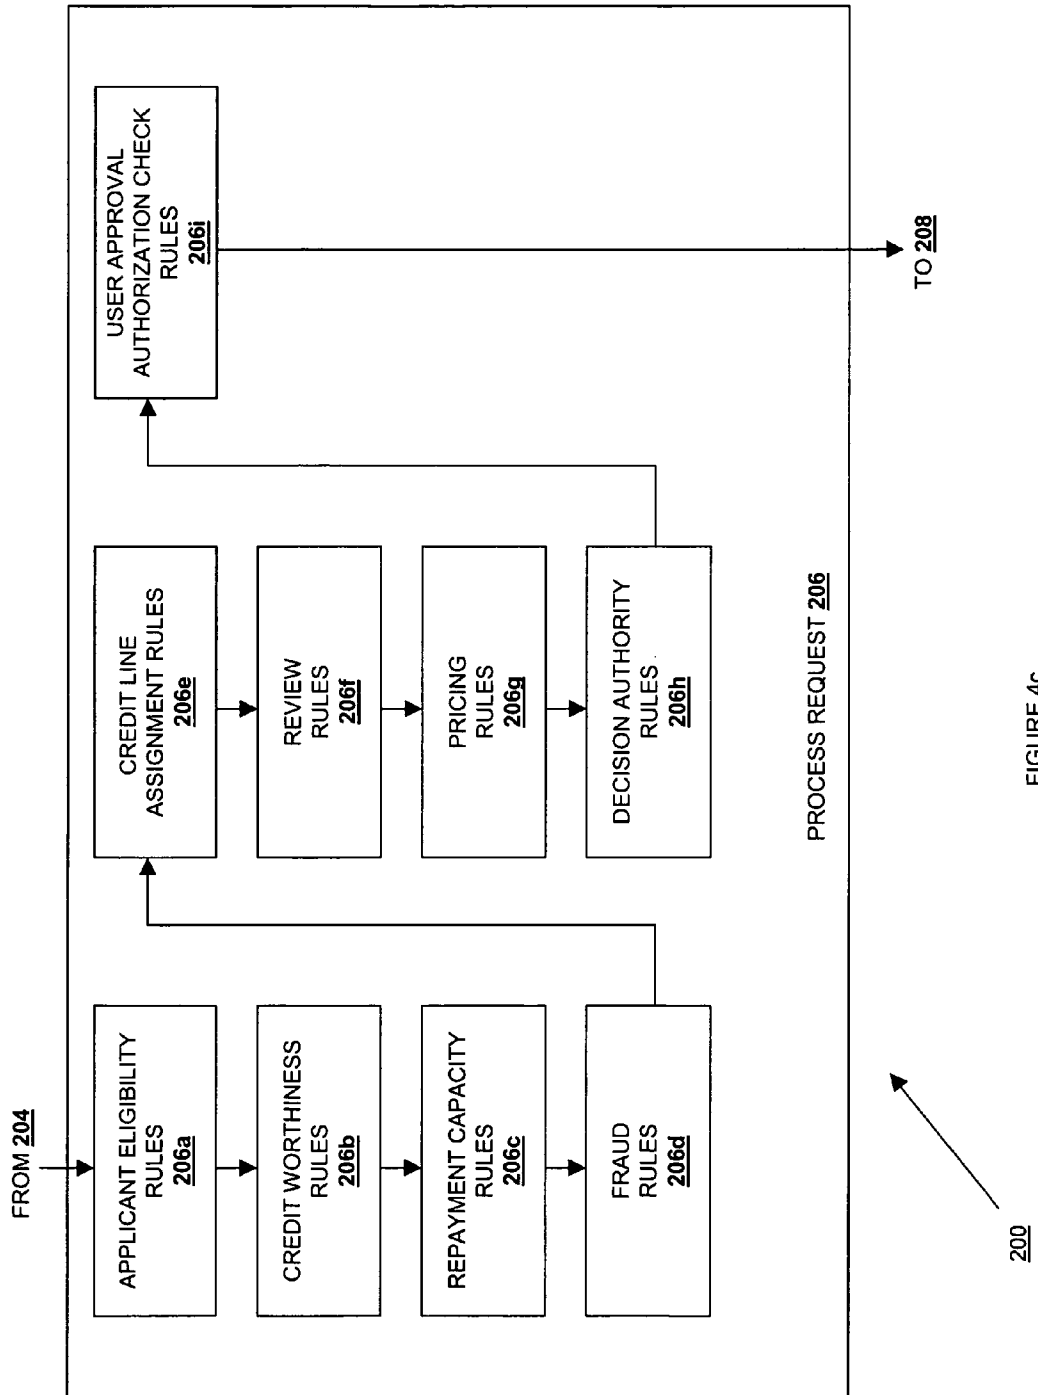 FROM 204
APPLICANT ELIGIBILITY
RULES
206a
CREDIT WORTHINESS
RULES
206b
REPAYMENT CAPACITY
RULES
206c
FRAUD
RULES
206d
CREDIT LINE
ASSIGNMENT RULES
206e
REVIEW
RULES
206f
PRICING
RULES
206g
DECISION AUTHORITY
RULES
206h
USER APPROVAL
AUTHORIZATION CHECK
RULES
206i
TO 208
PROCESS REQUEST 206
200
FIGURE 4c